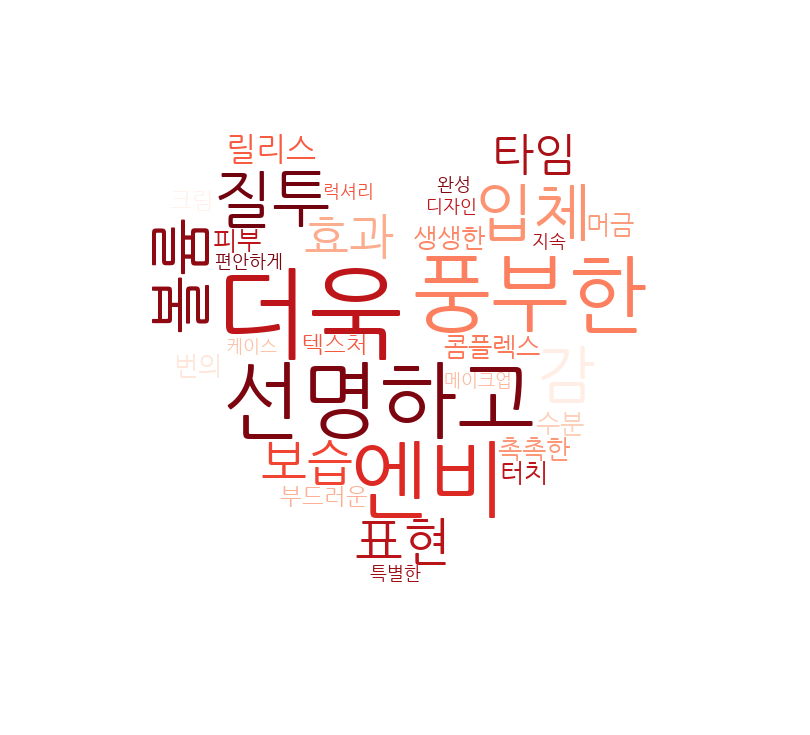 릴리스
타임
질투
럭셔리
완성
크림
디자인
입체
머금
볼륨
피부
효과
생생한
지속
편안하게
더욱
풍부한
케이스
텍스처
콤플렉스
번의
감
선명하고
메이크업
수분
보습
엔비
촉촉한
터치
부드러운
표현
특별한